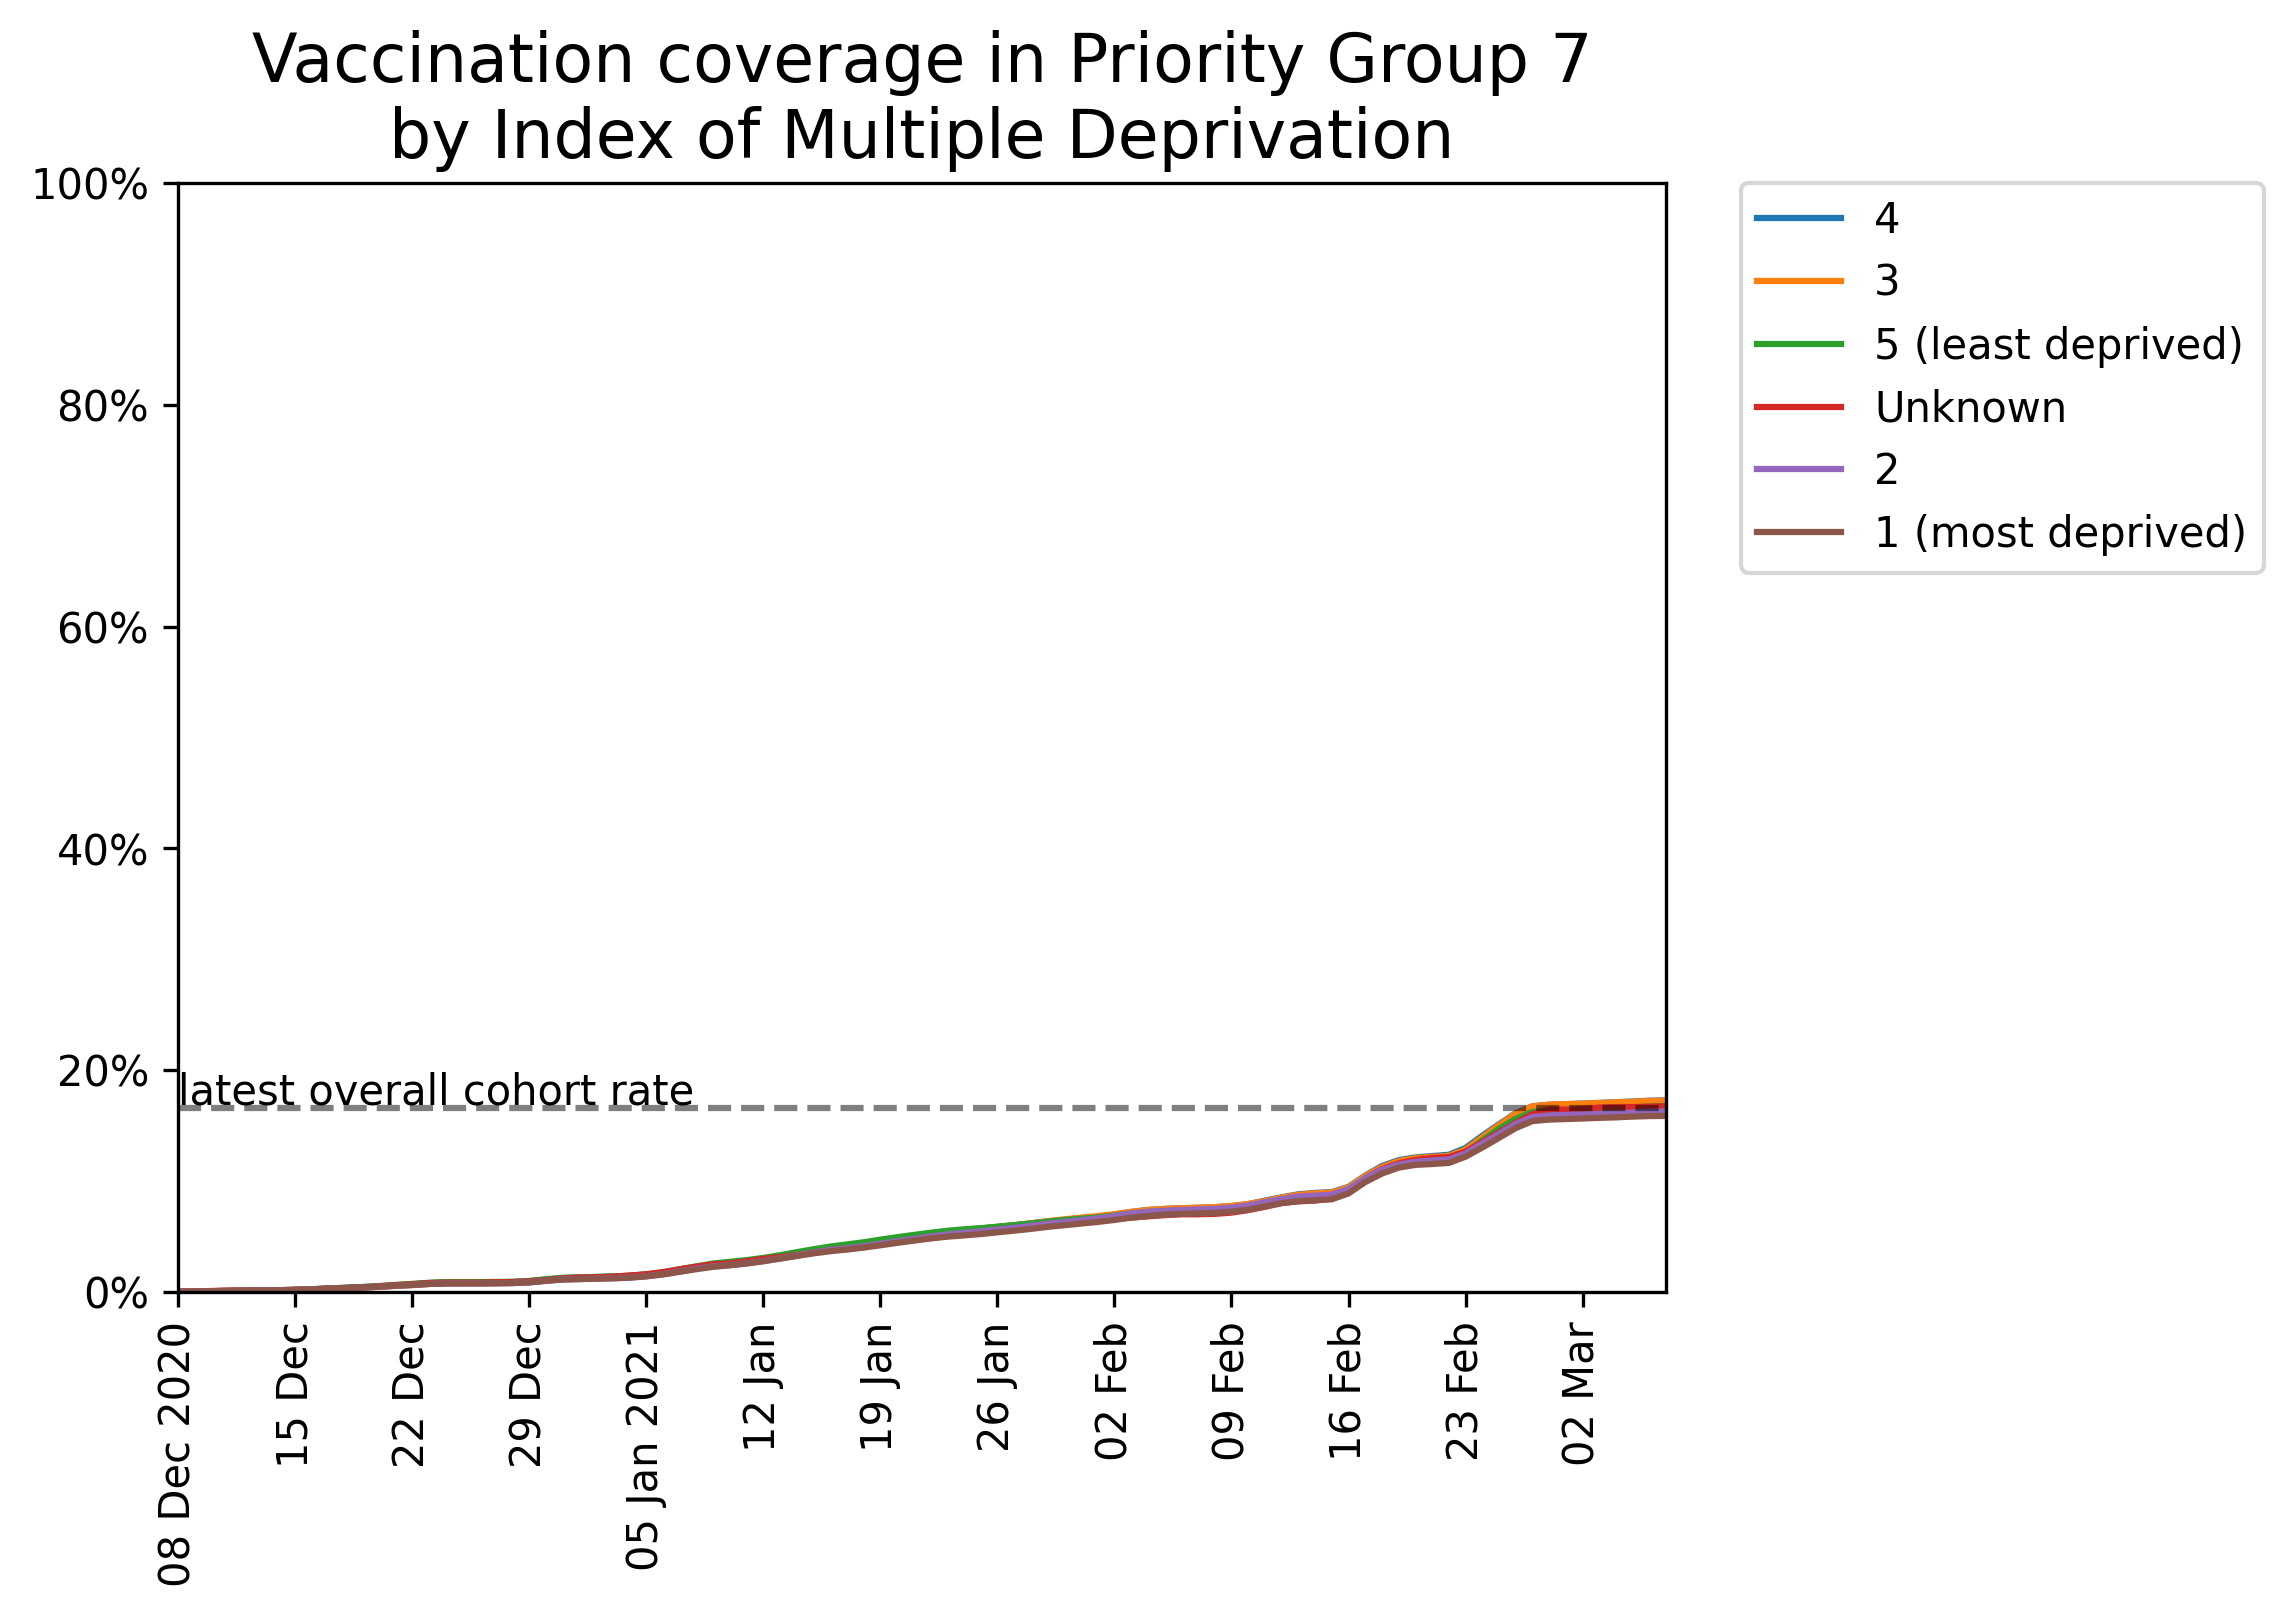 Vaccination coverage in Priority Group 7
by Index of Multiple Deprivation
100%
80%
60%
40%
20%
0%
latest overall cohort rate
08 Dec 2020
15 Dec
22 Dec
29 Dec
05 Jan 2021
12 Jan
19 Jan
26 Jan
02 Feb
09 Feb
16 Feb
23 Feb
02 Mar
4
3
5 (least deprived)
Unknown
2
1 (most deprived)